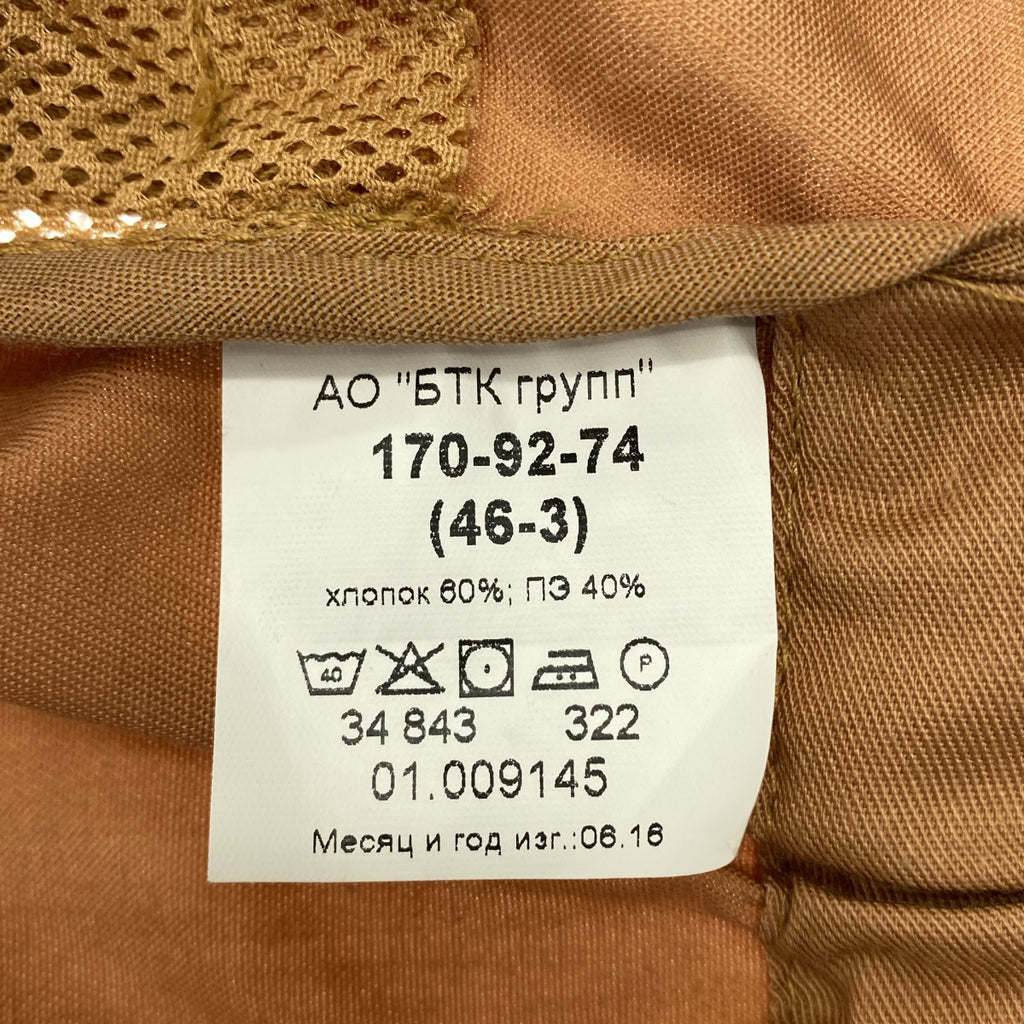 АО "БТК групп"
170-92-74
(46-3)
хлопок 60%; ПЭ 40%
40 P
34 843 322
01.009145
Месяц и год изг.:06.16